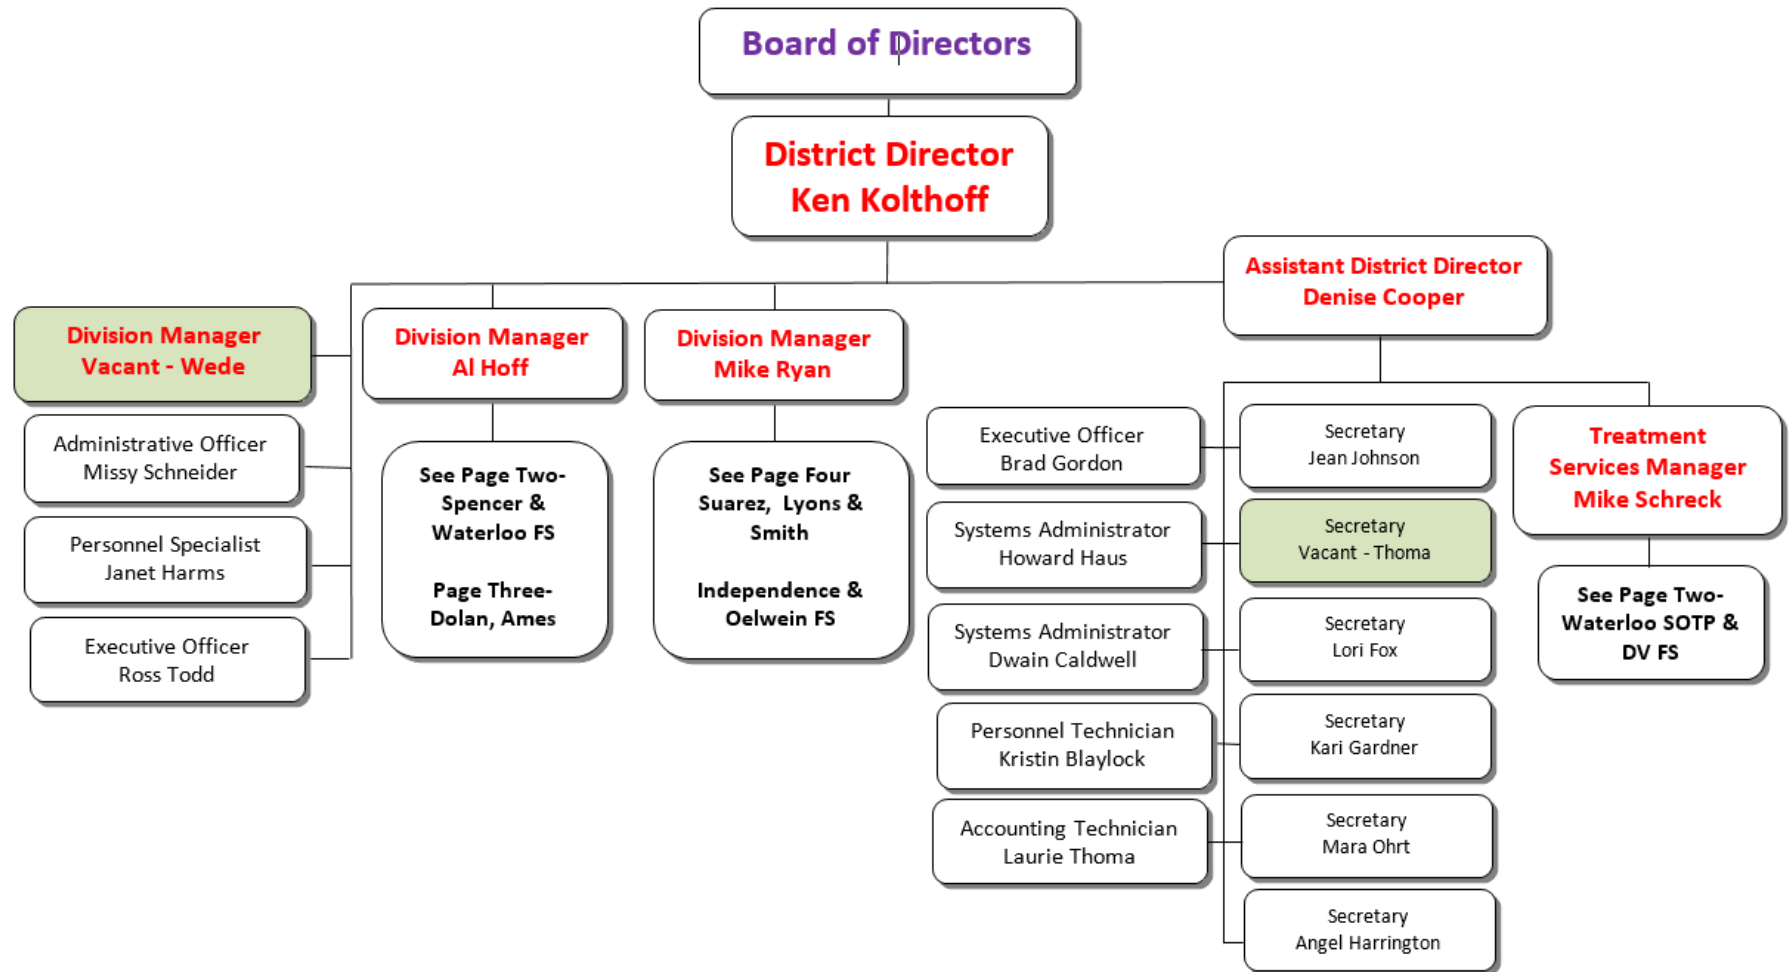 Board of Directors
District Director
Ken Kolthoff
Assistant District Director
Denise Cooper
Division Manager
Vacant - Wede
Division Manager
Al Hoff
Division Manager
Mike Ryan
Administrative Officer
Missy Schneider
Personnel Specialist
Janet Harms
Executive Officer
Ross Todd
See Page Two-
Spencer &
Waterloo FS
Page Three-
Dolan, Ames
See Page Four
Suarez, Lyons &
Smith
Independence &
Oelwein FS
Executive Officer
Brad Gordon
Systems Administrator
Howard Haus
Systems Administrator
Dwain Caldwell
Personnel Technician
Kristin Blaylock
Accounting Technician
Laurie Thoma
Secretary
Jean Johnson
Secretary
Vacant - Thoma
Secretary
Lori Fox
Secretary
Kari Gardner
Secretary
Mara Ohrt
Secretary
Angel Harrington
Treatment
Services Manager
Mike Schreck
See Page Two-
Waterloo SOTP &
DV FS